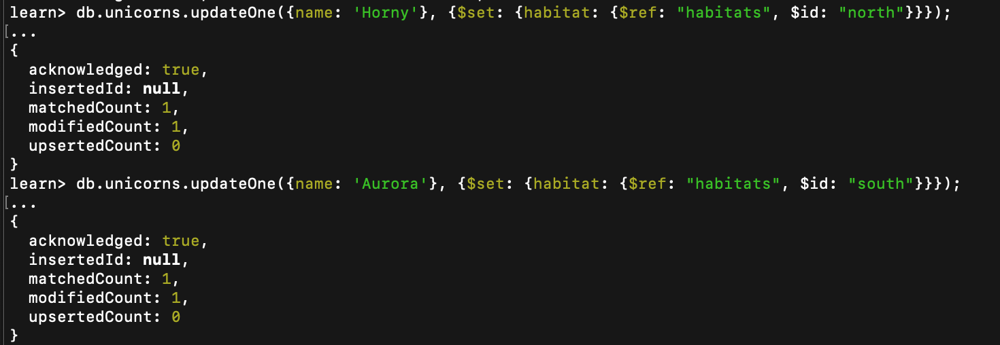 learn> db.unicorns.updateOne({name: 'Horny'}, {$set: {habitat: {$ref: "habitats", $id: "north"}}});
[...
{
  acknowledged: true,
  insertedId: null,
  matchedCount: 1,
  modifiedCount: 1,
  upsertedCount: 0
}
learn> db.unicorns.updateOne({name: 'Aurora'}, {$set: {habitat: {$ref: "habitats", $id: "south"}}});
[...
{
  acknowledged: true,
  insertedId: null,
  matchedCount: 1,
  modifiedCount: 1,
  upsertedCount: 0
}